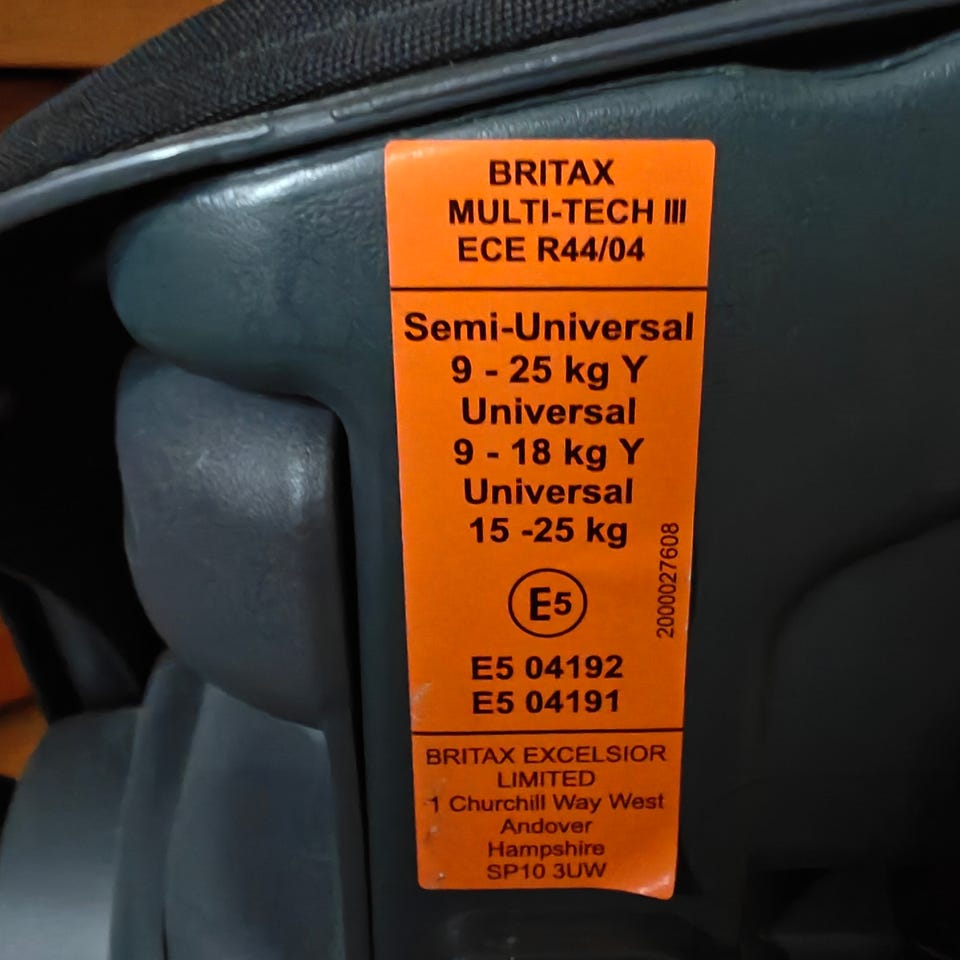 BRITAX
MULTI-TECH III
ECE R44/04
Semi-Universal
9 - 25 kg Y
Universal
9 - 18 kg Y
Universal
15 -25 kg
E5
2000027608
E5 04192
E5 04191
BRITAX EXCELSIOR
LIMITED
1 Churchill Way West
Andover
Hampshire
SP10 3UW